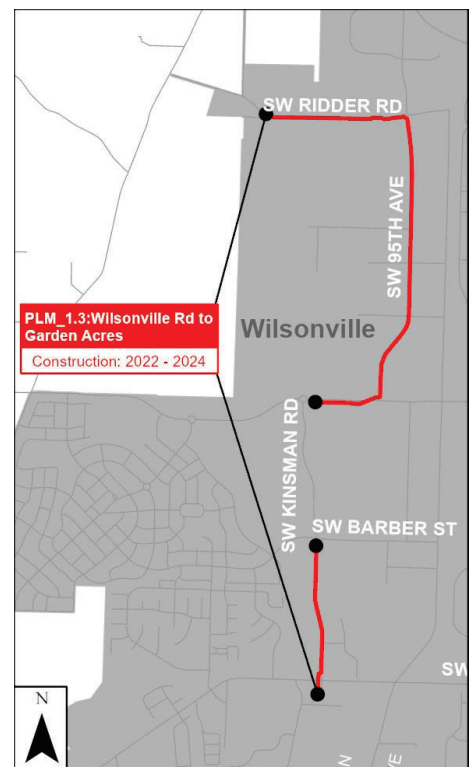 SW RIDDER RD
SW 95TH AVE
PLM_1.3:Wilsonville Rd to
Garden Acres
Construction: 2022 - 2024
Wilsonville
SW KINSMAN RD
SW BARBER ST
SW
N
N
VE